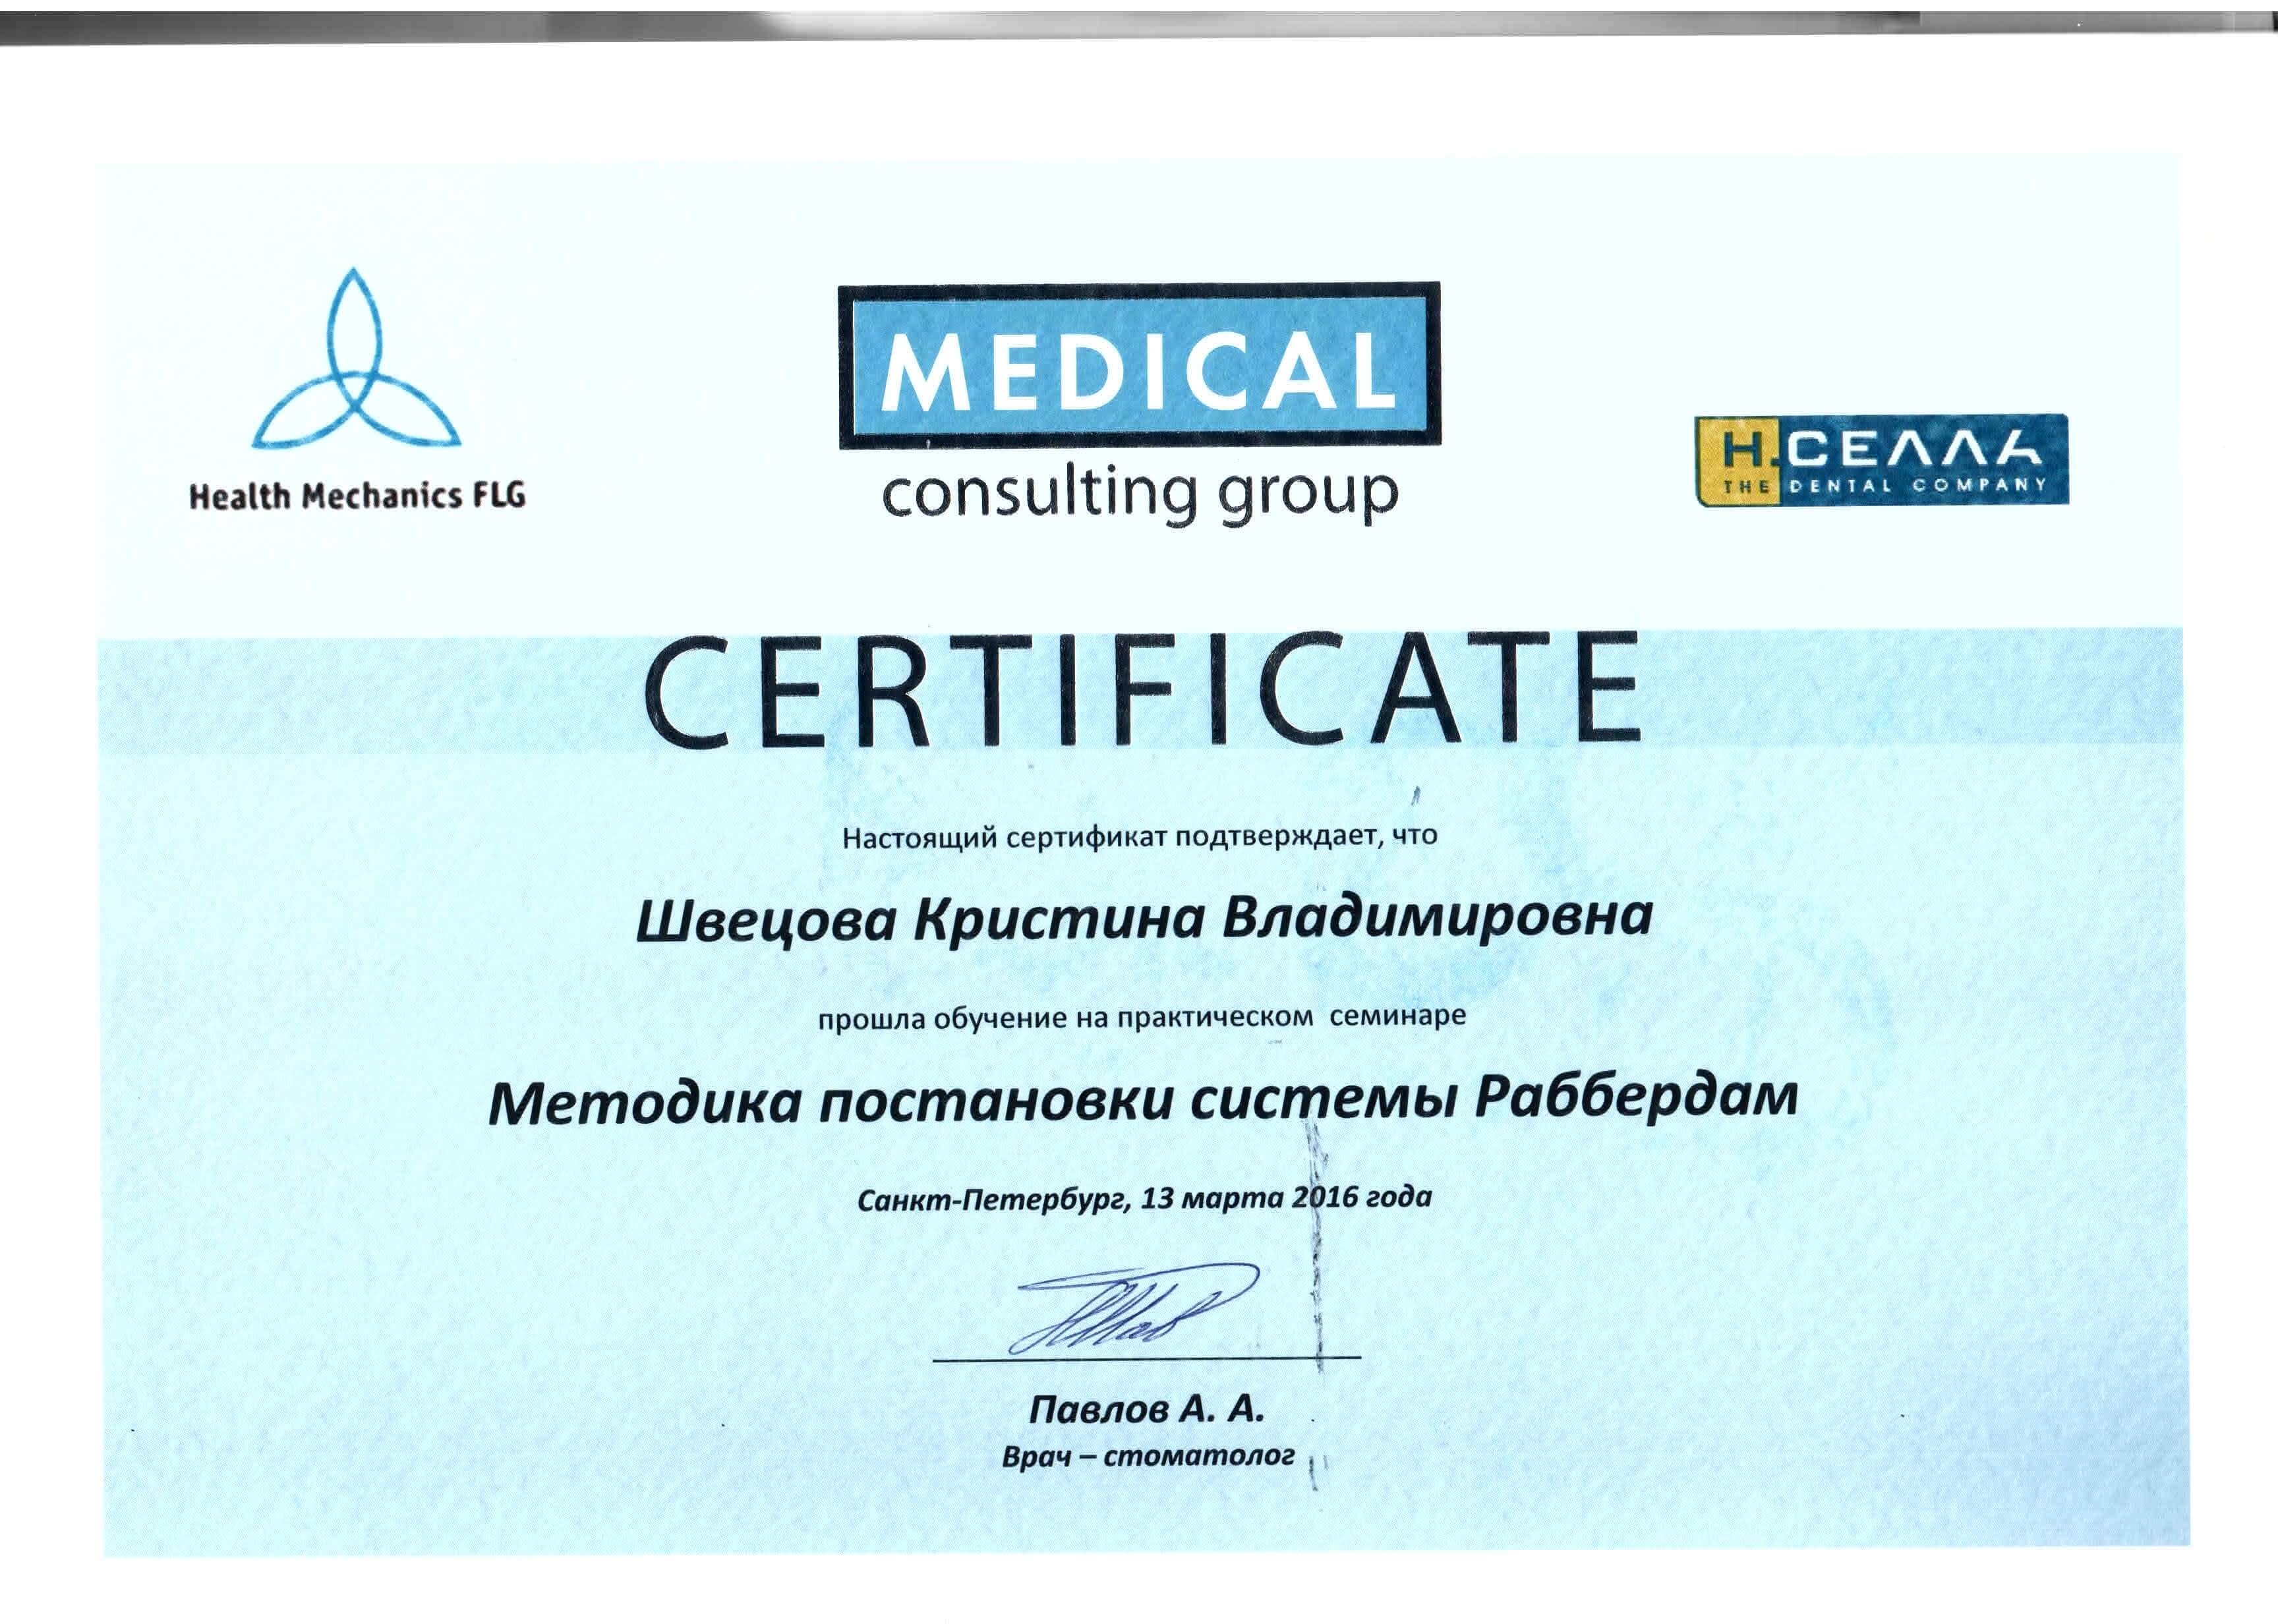 Health Mechanics FLG
MEDICAL
consulting group
Н.СЕЛЛА
THE DENTAL COMPANY
CERTIFICATE
Настоящий сертификат подтверждает, что
Швецова Кристина Владимировна
прошла обучение на практическом семинаре
Методика постановки системы Раббердам
Санкт-Петербург, 13 марта 2016 года
Павлов А. А.
Врач – стоматолог